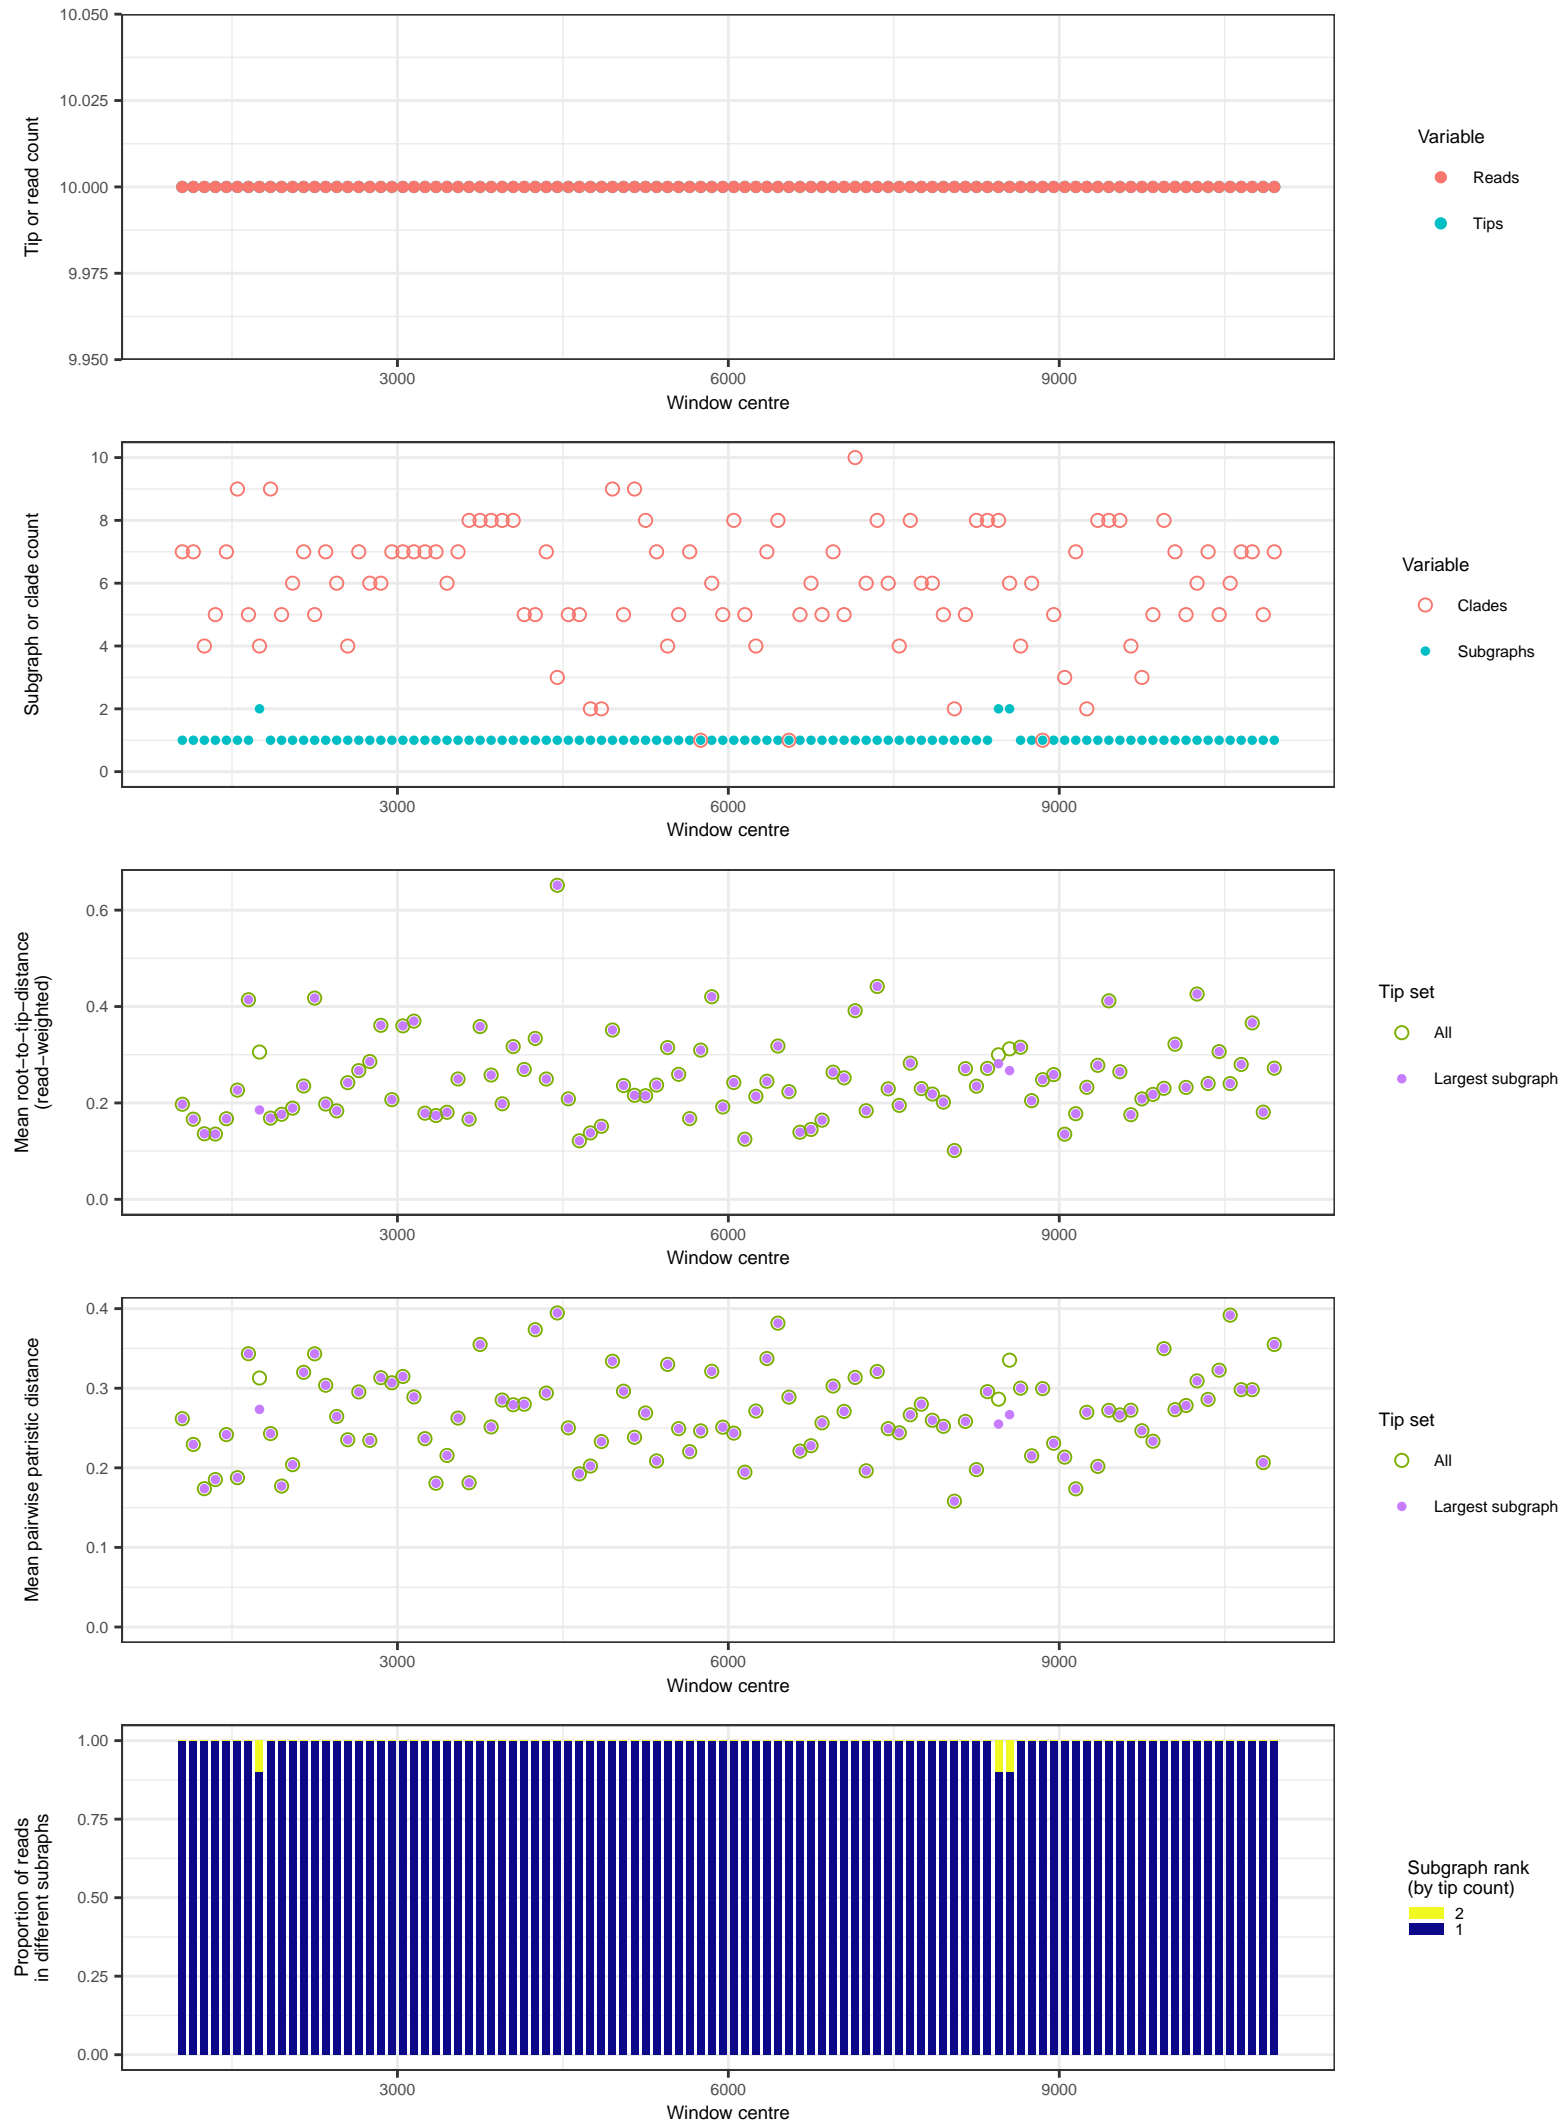 10.050
10.025
10.000
9.975
9.950
Tip or read count
3000
6000
9000
Window centre
Variable
Reads
Tips
10
8
6
4
2
0
Subgraph or clade count
3000
6000
9000
Window centre
Variable
Clades
Subgraphs
0.6
0.4
0.2
0.0
Mean root−to−tip−distance
(read−weighted)
3000
6000
9000
Window centre
Tip set
All
Largest subgraph
0.4
0.3
0.2
0.1
0.0
Mean pairwise patristic distance
3000
6000
9000
Window centre
Tip set
All
Largest subgraph
1.00
0.75
0.50
0.25
0.00
Proportion of reads
in different subraphs
3000
6000
9000
Window centre
Subgraph rank
(by tip count)
2
1